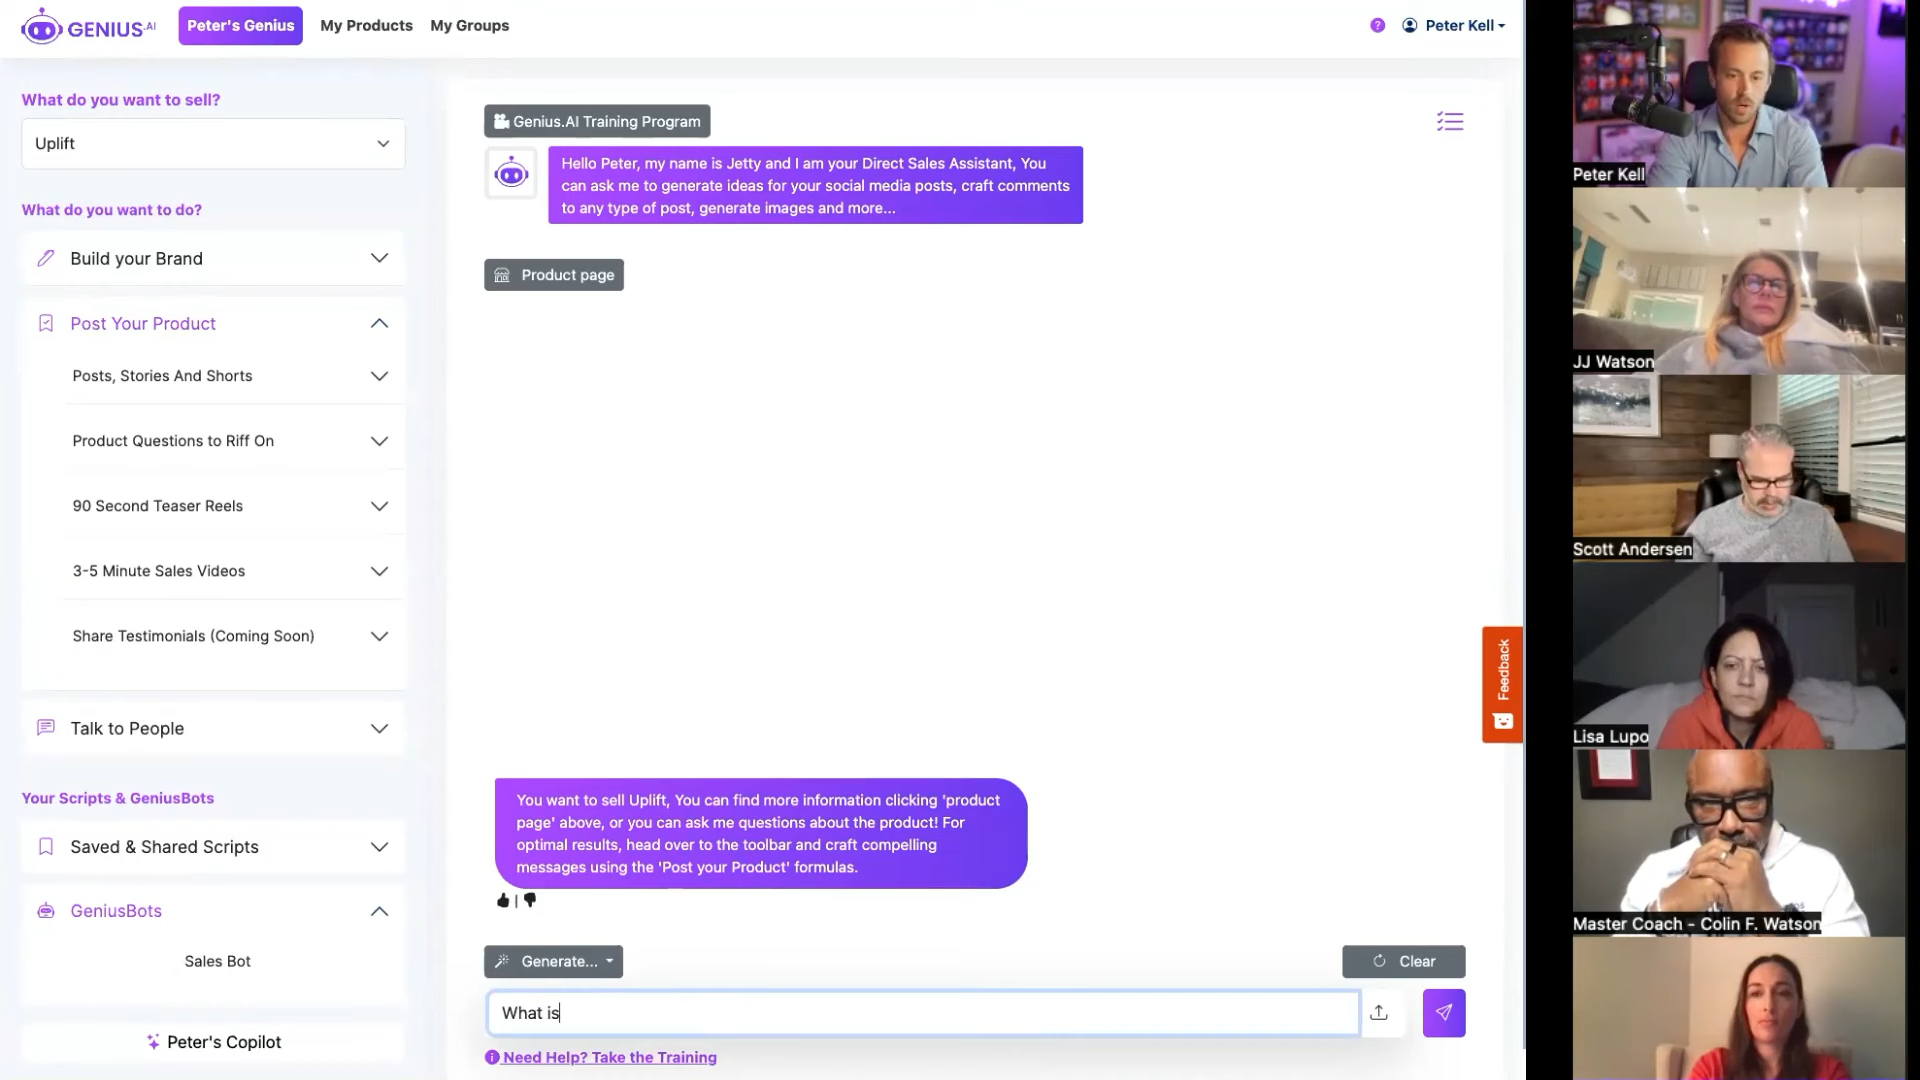 GENIUS.AI
Peter's Genius
My Products
My Groups
?
Peter Kell
What do you want to sell?
Uplift
What do you want to do?
Build your Brand
Post Your Product
Posts, Stories And Shorts
Product Questions to Riff On
90 Second Teaser Reels
3-5 Minute Sales Videos
Share Testimonials (Coming Soon)
Talk to People
Your Scripts & GeniusBots
Saved & Shared Scripts
GeniusBots
Sales Bot
Peter's Copilot
Genius.AI Training Program
Hello Peter, my name is Jetty and I am your Direct Sales Assistant, You
can ask me to generate ideas for your social media posts, craft comments
to any type of post, generate images and more...
Product page
You want to sell Uplift, You can find more information clicking 'product
page' above, or you can ask me questions about the product! For
optimal results, head over to the toolbar and craft compelling
messages using the 'Post your Product' formulas.
|
Generate...
Clear
What is
Need Help? Take the Training
Feedback
Peter Kell
JJ Watson
Scott Andersen
Lisa Lupo
Master Coach - Colin F. Watson